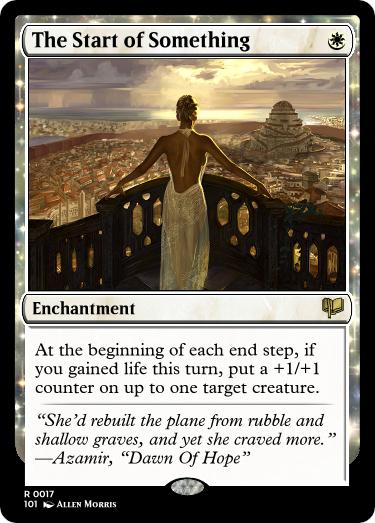 The Start of Something
Enchantment
At the beginning of each end step, if
you gained life this turn, put a +1/+1
counter on up to one target creature.
“She’d rebuilt the plane from rubble and
shallow graves, and yet she craved more.”
—Azamir, “Dawn Of Hope”
R 0017
101 Allen Morris